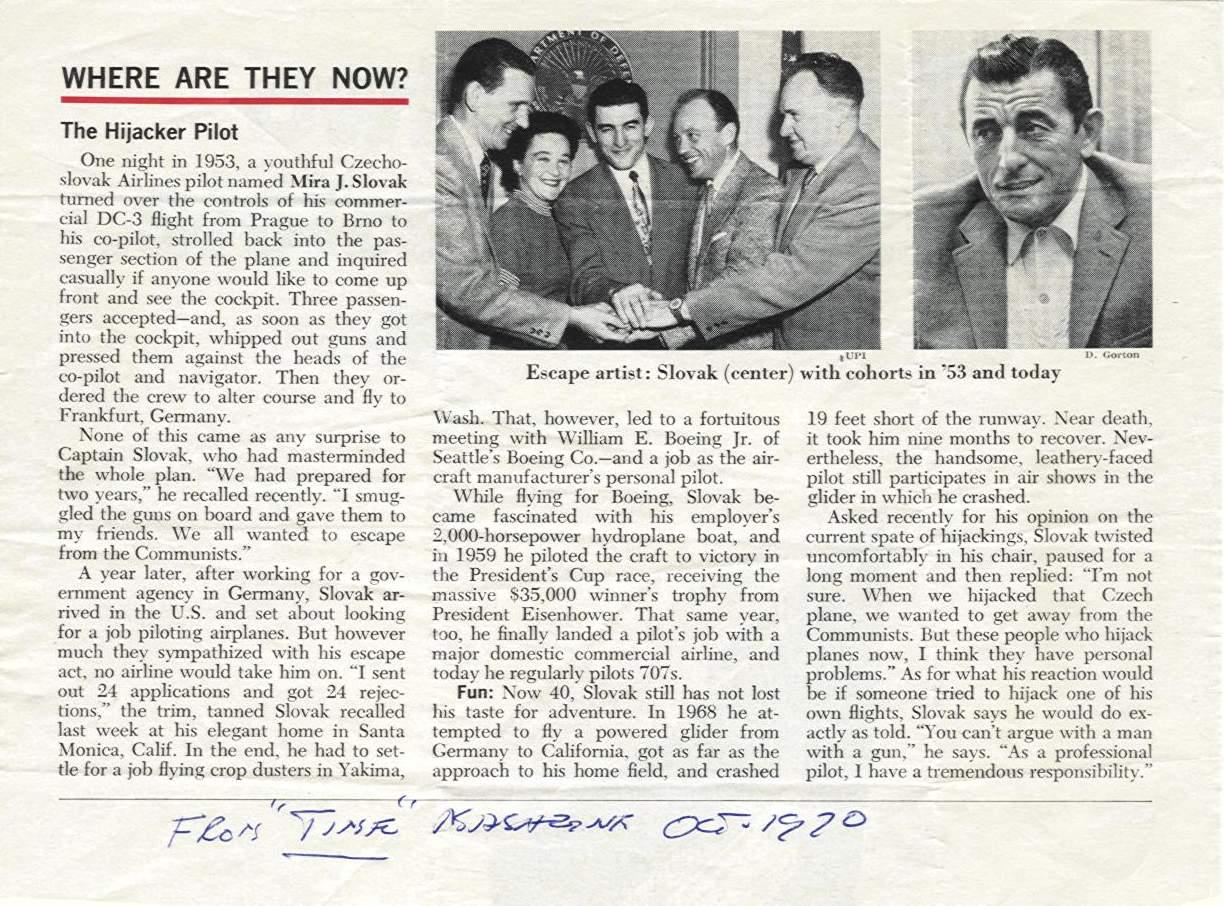 WHERE ARE THEY NOW?
The Hijacker Pilot
One night in 1953, a youthful Czecho-
slovak Airlines pilot named Mira J. Slovak
turned over the controls of his commer-
cial DC-3 flight from Prague to Brno to
his co-pilot, strolled back into the pas-
senger section of the plane and inquired
casually if anyone would like to come up
front and see the cockpit. Three passen-
gers accepted—and, as soon as they got
into the cockpit, whipped out guns and
pressed them against the heads of the
co-pilot and navigator. Then they or-
dered the crew to alter course and fly to
Frankfurt, Germany.
None of this came as any surprise to
Captain Slovak, who had masterminded
the whole plan. “We had prepared for
two years,” he recalled recently. “I smug-
gled the guns on board and gave them to
my friends. We all wanted to escape
from the Communists.”
A year later, after working for a gov-
ernment agency in Germany, Slovak ar-
rived in the U.S. and set about looking
for a job piloting airplanes. But however
much they sympathized with his escape
act, no airline would take him on. “I sent
out 24 applications and got 24 rejec-
tions,” the trim, tanned Slovak recalled
last week at his elegant home in Santa
Monica, Calif. In the end, he had to set-
tle for a job flying crop dusters in Yakima,
RTMENT OF DEFE
UPI
D. Gorton
Escape artist: Slovak (center) with cohorts in ’53 and today
Wash. That, however, led to a fortuitous
meeting with William E. Boeing Jr. of
Seattle’s Boeing Co.—and a job as the air-
craft manufacturer’s personal pilot.
While flying for Boeing, Slovak be-
came fascinated with his employer’s
2,000-horsepower hydroplane boat, and
in 1959 he piloted the craft to victory in
the President’s Cup race, receiving the
massive $35,000 winner’s trophy from
President Eisenhower. That same year,
too, he finally landed a pilot’s job with a
major domestic commercial airline, and
today he regularly pilots 707s.
Fun: Now 40, Slovak still has not lost
his taste for adventure. In 1968 he at-
tempted to fly a powered glider from
Germany to California, got as far as the
approach to his home field, and crashed
19 feet short of the runway. Near death,
it took him nine months to recover. Nev-
ertheless, the handsome, leathery-faced
pilot still participates in air shows in the
glider in which he crashed.
Asked recently for his opinion on the
current spate of hijackings, Slovak twisted
uncomfortably in his chair, paused for a
long moment and then replied: “I’m not
sure. When we hijacked that Czech
plane, we wanted to get away from the
Communists. But these people who hijack
planes now, I think they have personal
problems.” As for what his reaction would
be if someone tried to hijack one of his
own flights, Slovak says he would do ex-
actly as told. “You can’t argue with a man
with a gun,” he says. “As a professional
pilot, I have a tremendous responsibility.”
FROM "TIME" OCT. 1970